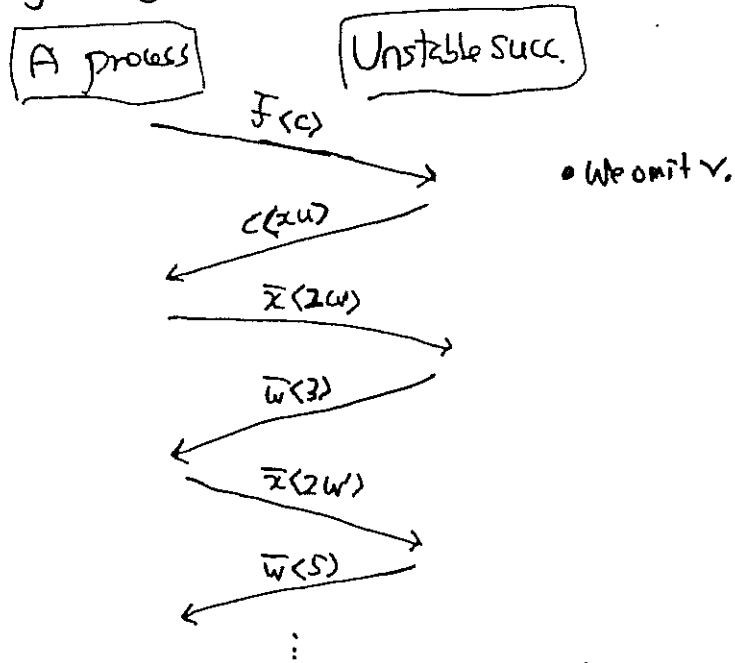 A process
Unstable succ.
f̄<c>
• We omit ν.
c(xu)
x̄<2w>
w̄<3>
x̄<2w'>
w̄<5>
⋮